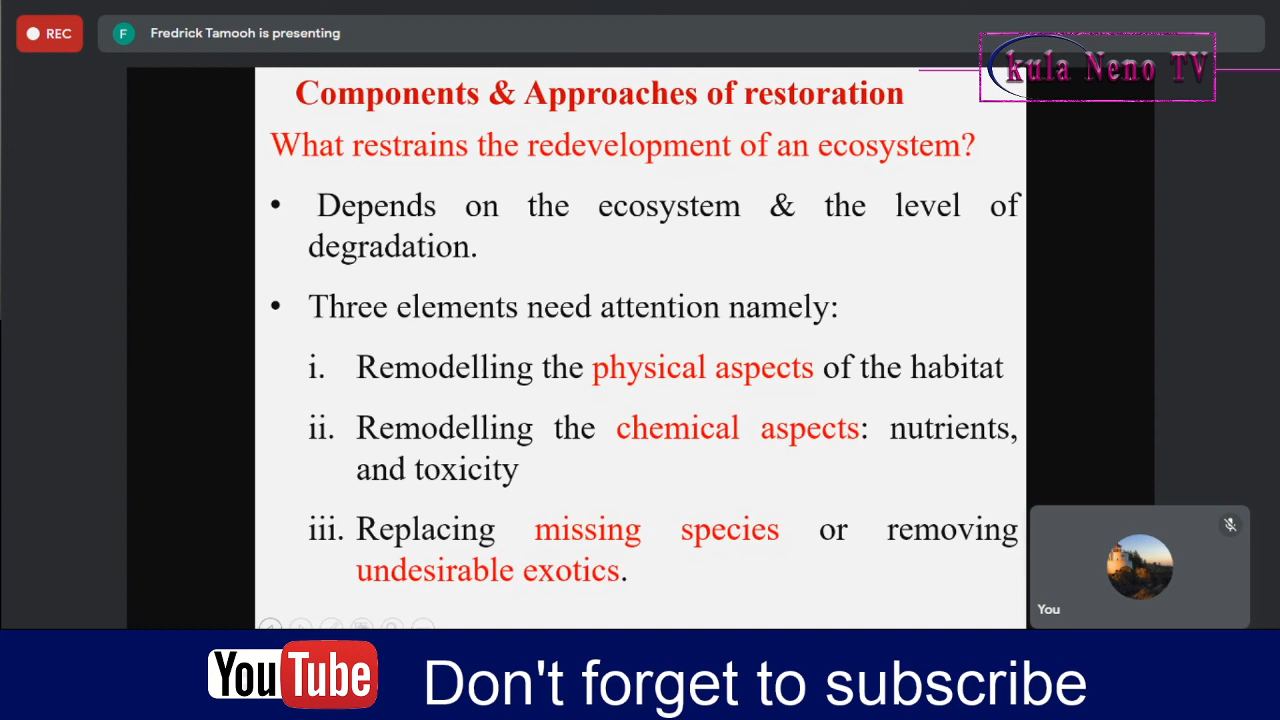 REC
F
Fredrick Tamooh is presenting
kula Neno TV
Components & Approaches of restoration
What restrains the redevelopment of an ecosystem?
• Depends on the ecosystem & the level of
degradation.
• Three elements need attention namely:
i. Remodelling the physical aspects of the habitat
ii. Remodelling the chemical aspects: nutrients,
and toxicity
iii. Replacing missing species or removing
undesirable exotics.
You
YouTube Don't forget to subscribe